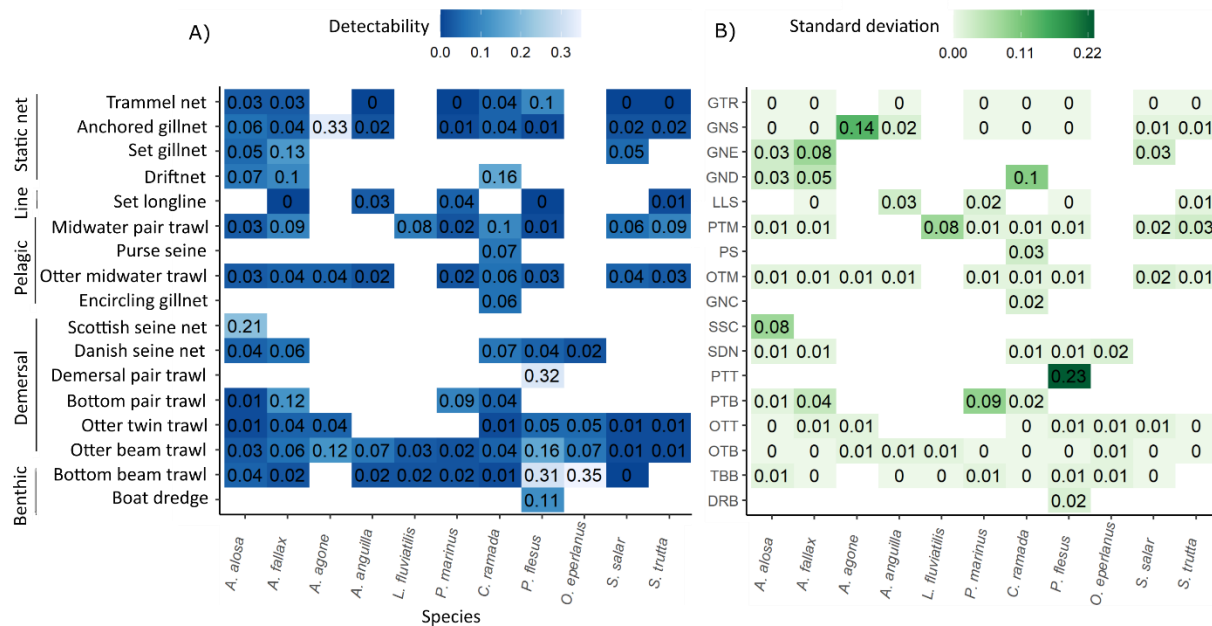 A)
Detectability
0.0 0.1 0.2 0.3
B)
Standard deviation
0.00 0.11 0.22
Static net
Trammel net 0.03 0.03 0 0 0.04 0.1 0 0
Anchored gillnet 0.06 0.04 0.33 0.02 0.01 0.04 0.01 0.02 0.02
Set gillnet 0.05 0.13 0.05
Driftnet 0.07 0.1 0.16
Line
Set longline 0 0.03 0.04 0 0.01
Pelagic
Midwater pair trawl 0.03 0.09 0.08 0.02 0.1 0.01 0.06 0.09
Purse seine 0.07
Otter midwater trawl 0.03 0.04 0.04 0.02 0.02 0.06 0.03 0.04 0.03
Encircling gillnet 0.06
Demersal
Scottish seine net 0.21
Danish seine net 0.04 0.06 0.07 0.04 0.02
Demersal pair trawl 0.32
Bottom pair trawl 0.01 0.12 0.09 0.04
Otter twin trawl 0.01 0.04 0.04 0.01 0.05 0.05 0.01 0.01
Otter beam trawl 0.03 0.06 0.12 0.07 0.03 0.02 0.04 0.16 0.07 0.01 0.01
Benthic
Bottom beam trawl 0.04 0.02 0.02 0.02 0.02 0.01 0.31 0.35 0
Boat dredge 0.11
A. alosa
A. fallax
A. agone
A. anguilla
L. fluviatilis
P. marinus
C. ramada
P. flesus
O. eperlanus
S. salar
S. trutta
Species
GTR 0 0 0 0 0 0 0 0
GNS 0 0 0.14 0.02 0 0 0 0.01 0.01
GNE 0.03 0.08 0.03
GND 0.03 0.05 0.1
LLS 0 0.03 0.02 0 0.01
PTM 0.01 0.01 0.08 0.01 0.01 0.01 0.02 0.03
PS 0.03
OTM 0.01 0.01 0.01 0.01 0.01 0.01 0.01 0.02 0.01
GNC 0.02
SSC 0.08
SDN 0.01 0.01 0.01 0.01 0.02
PTT 0.23
PTB 0.01 0.04 0.09 0.02
OTT 0 0.01 0.01 0 0.01 0.01 0.01 0
OTB 0 0 0.01 0.01 0.01 0 0 0 0.01 0 0
TBB 0.01 0 0 0 0.01 0 0.01 0.01 0
DRB 0.02
A. alosa
A. fallax
A. agone
A. anguilla
L. fluviatilis
P. marinus
C. ramada
P. flesus
O. eperlanus
S. salar
S. trutta